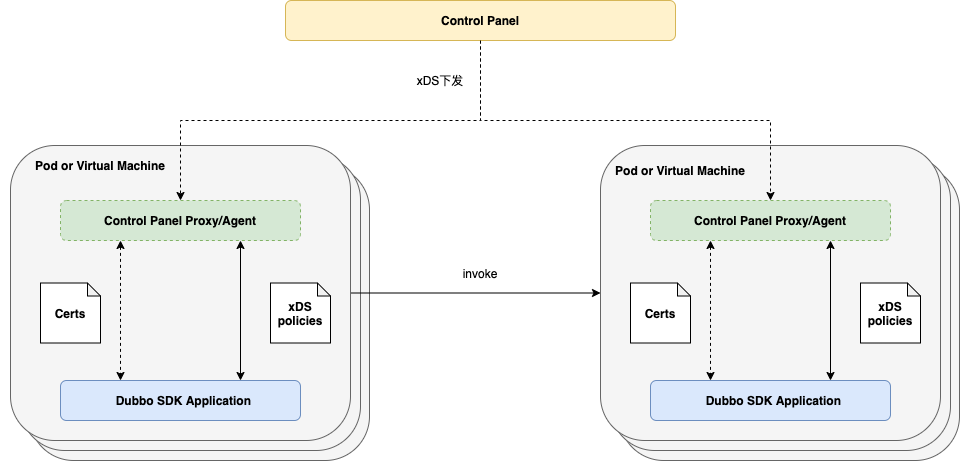 Control Panel
xDS下发
Pod or Virtual Machine
Control Panel Proxy/Agent
Certs
xDS
policies
Dubbo SDK Application
invoke
Pod or Virtual Machine
Control Panel Proxy/Agent
Certs
xDS
policies
Dubbo SDK Application